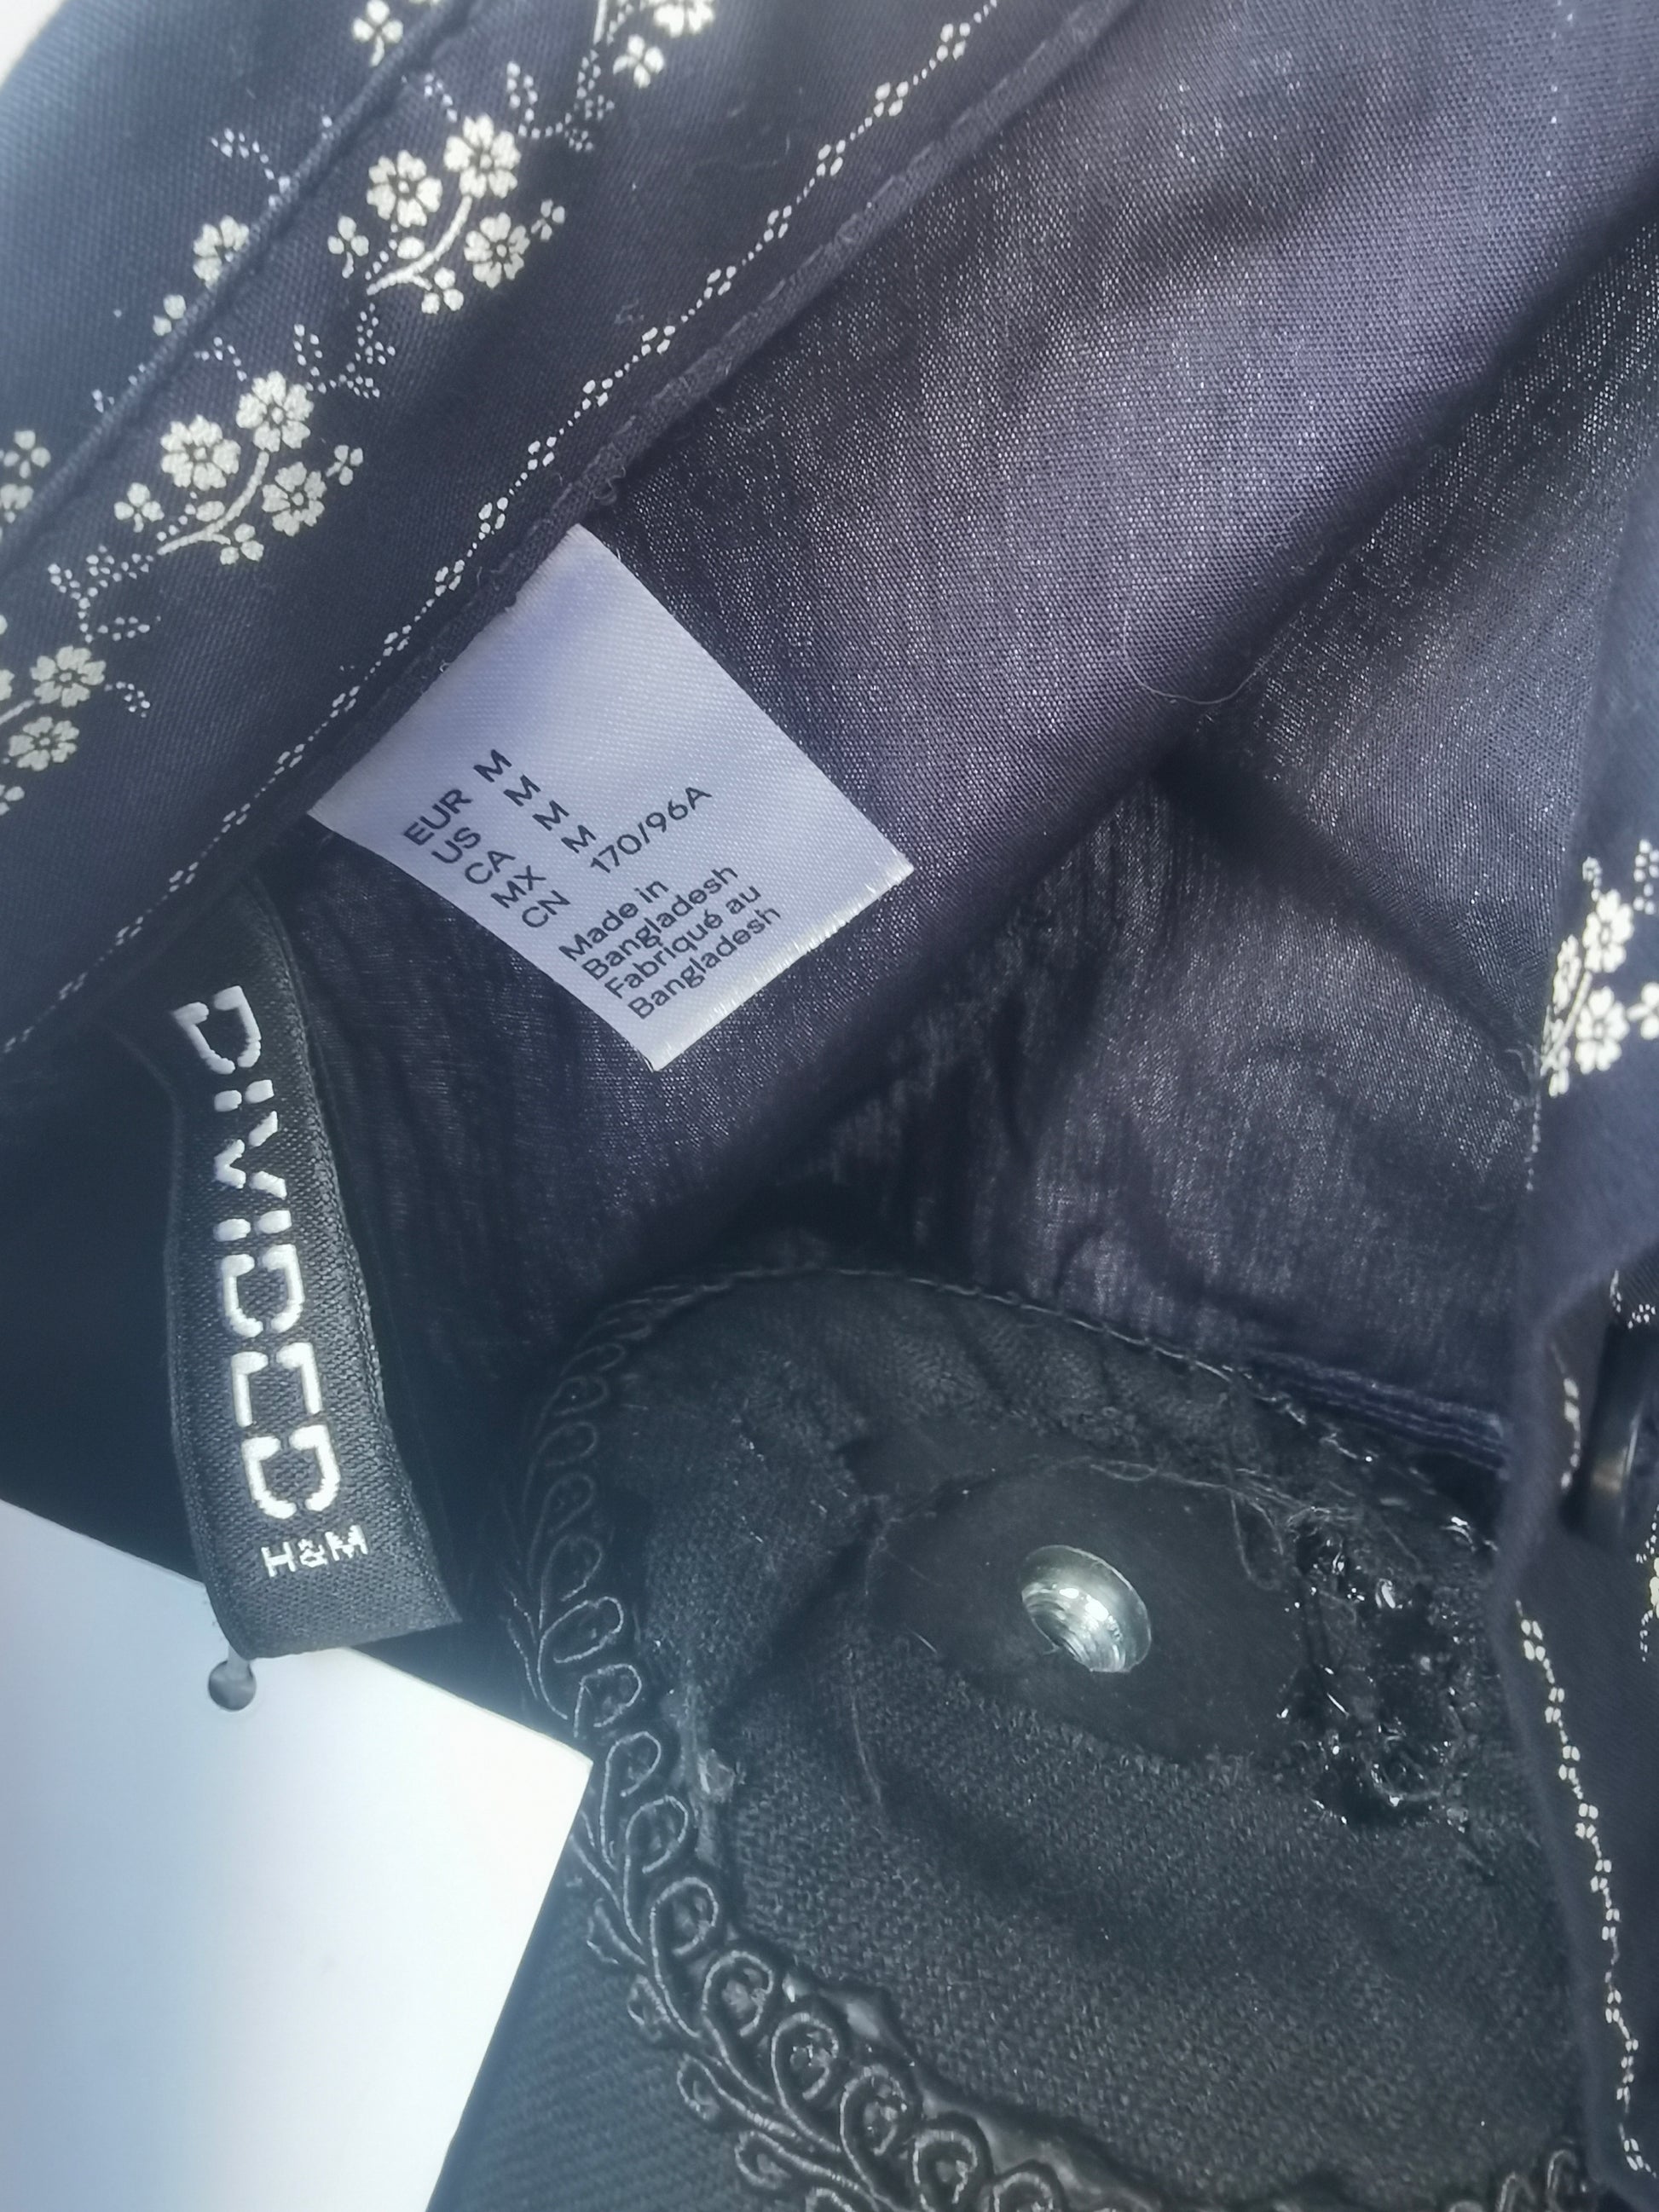 EUR M
US M
CA M
MX M
CN 170/96A
Made in
Bangladesh
Fabriqué au
Bangladesh
DIVIDED
H&M